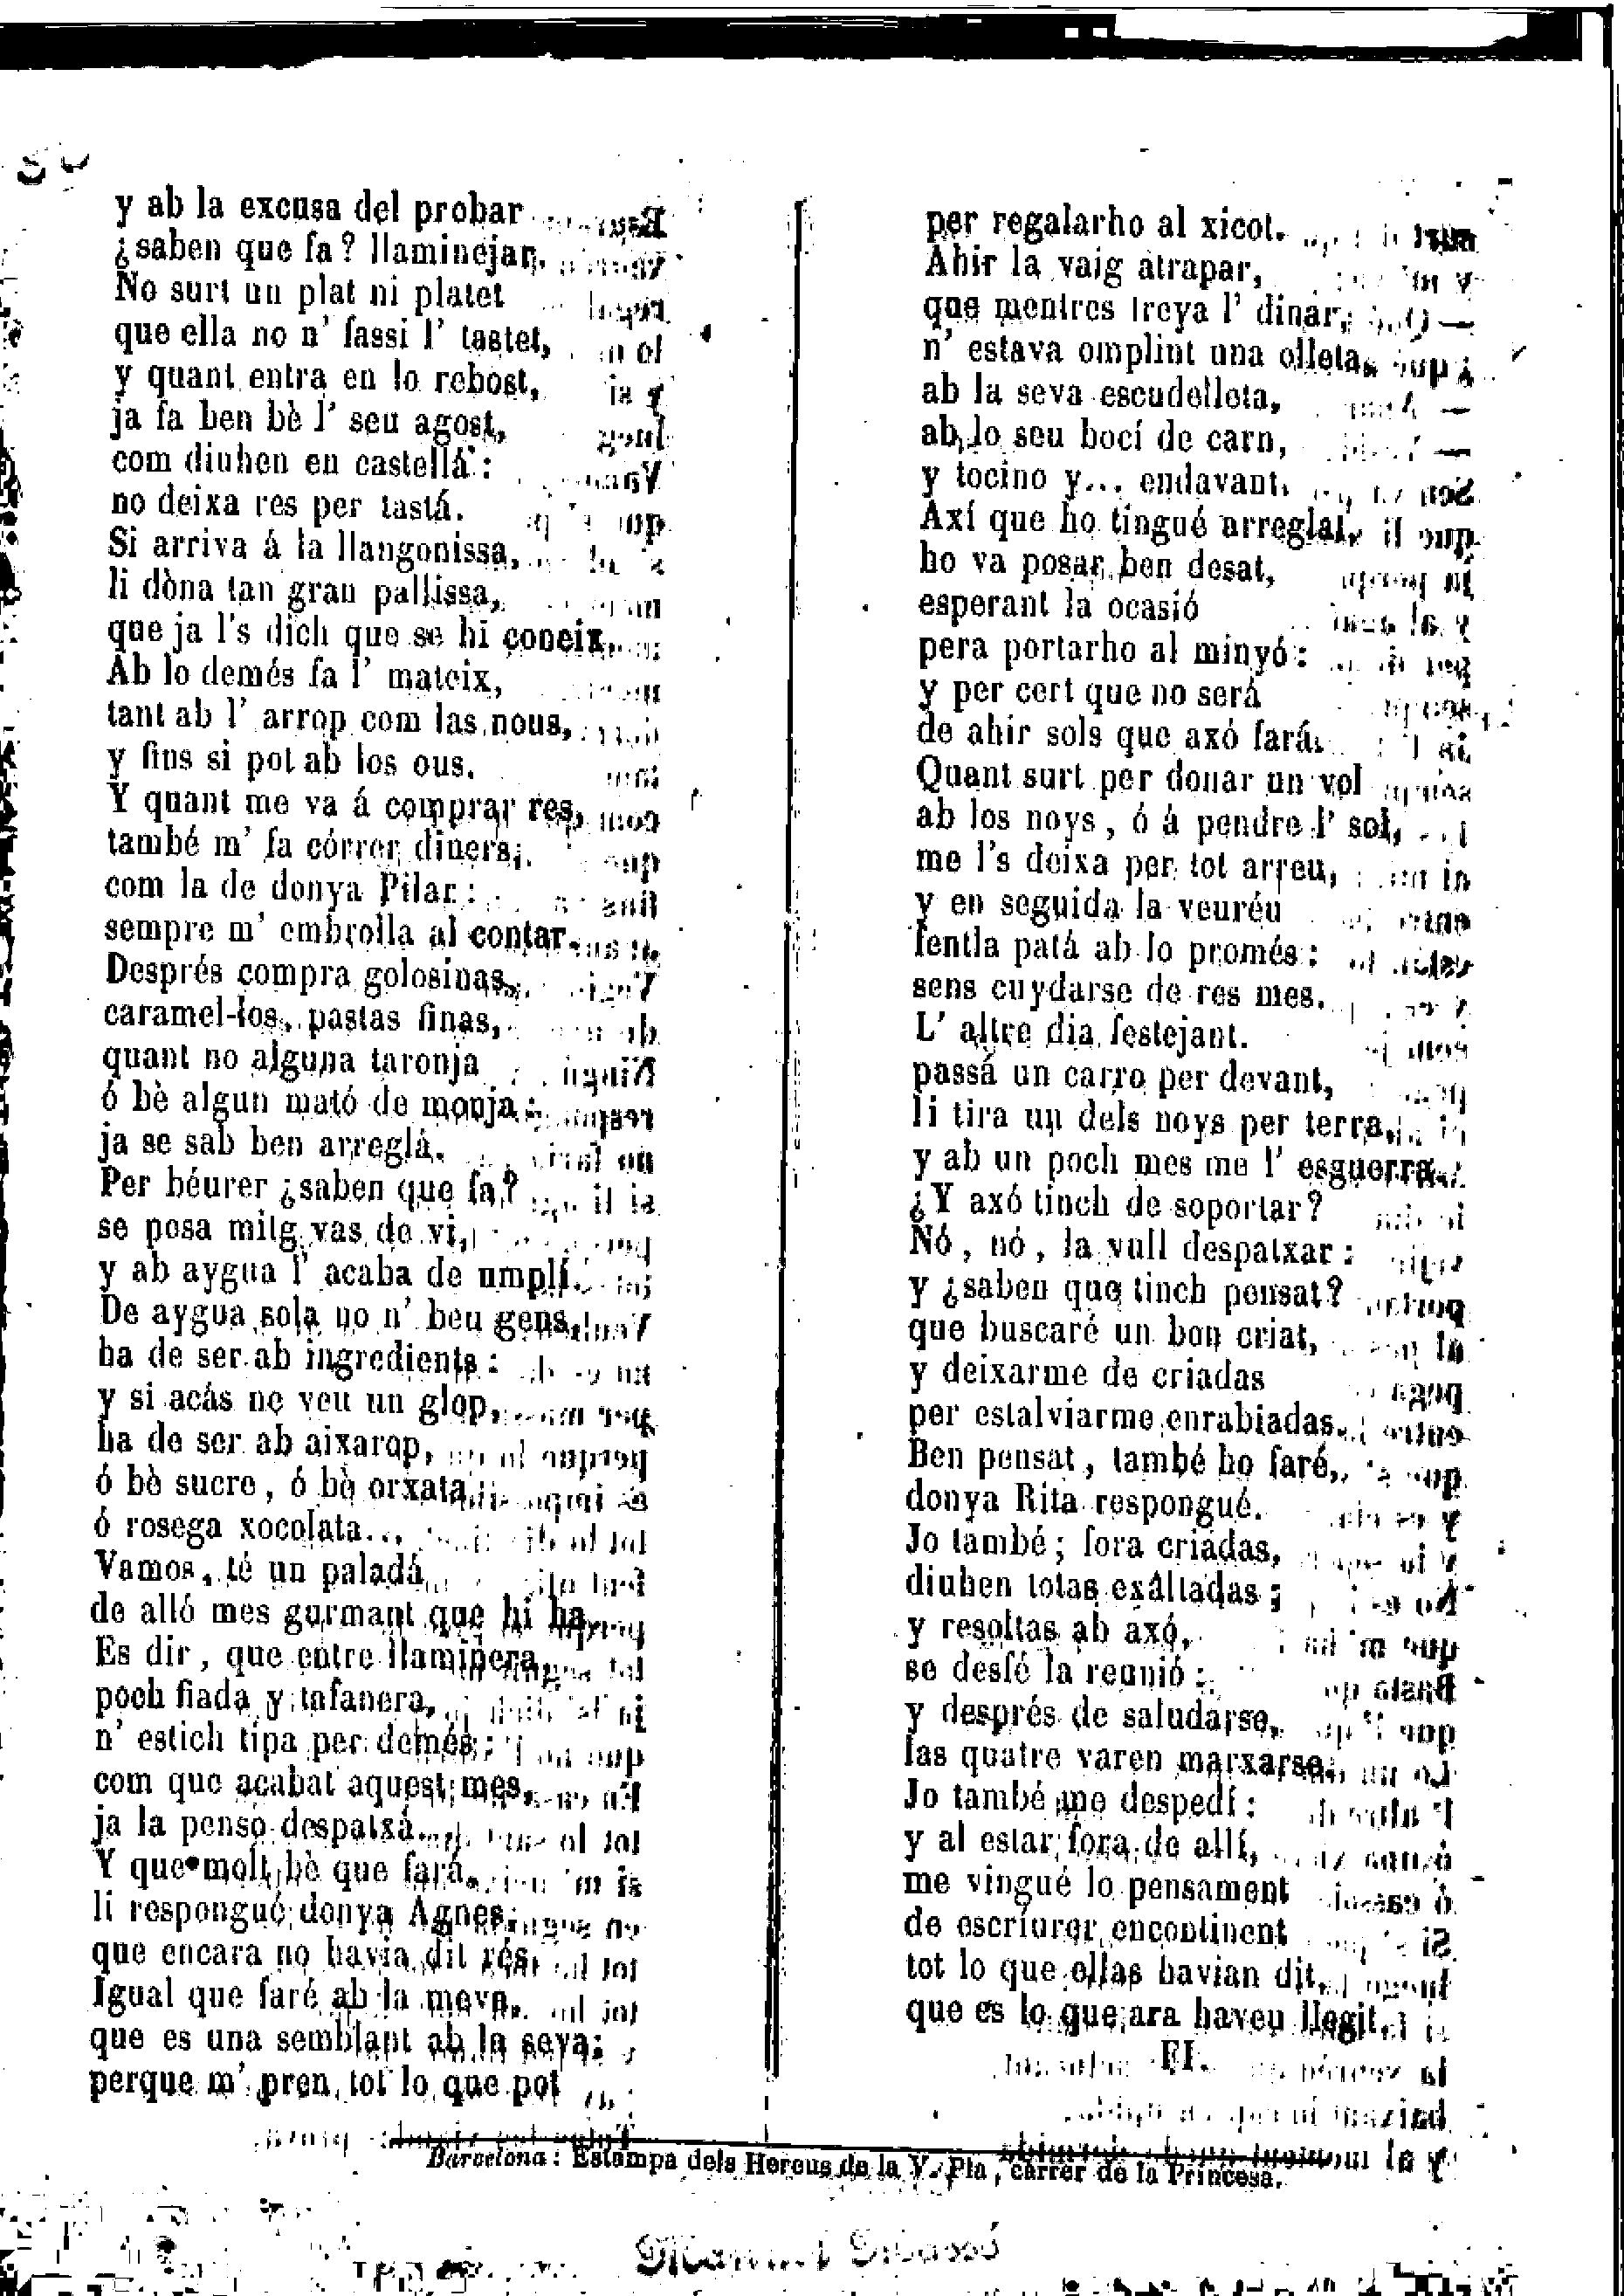 y ab la excusa del probar
¿saben que fa? llaminejar.
No surt un plat ni platet
que ella no n' fassi l' tastet,
y quant entra en lo rebost,
ja fa ben bè l' seu agost,
com diuhen en castellá:
no deixa res per tastá.
Si arriva á la llangonissa,
li dòna tan gran pallissa,
que ja l's dich que se hi coneix.
Ab lo demés fa l' mateix,
tant ab l' arrop com las nous,
y fins si pot ab los ous.
Y quant me va á comprar res,
també m' fa córrer diners,
com la de donya Pilar:
sempre m' embrolla al contar.
Després compra golosinas,
caramel-los, pastas finas,
quant no alguna taronja
ó bè algun mató de monja:
ja se sab ben arreglá.
Per béurer ¿saben que fa?
se posa mitg vas de vi,
y ab aygua l' acaba de umplí.
De aygua sola no n' beu gens,
ha de ser ab ingredients:
y si acás ne veu un glop,
ha de ser ab aixarop,
ó bè sucre, ó bè orxata
ó rosega xocolata...
Vamos, té un paladá
de alló mes gurmant que hi ha.
Es dir, que entre llaminera,
poch fiada y tafanera,
n' estich tipa per demés:
com que acabat aquest mes,
ja la penso despatxá.
Y que molt bè que fará,
li respongué donya Agnes,
que encara no havia dit rés.
Igual que faré ab la meva,
que es una semblant ab la seva;
perque m' pren tot lo que pot
per regalarho al xicot.
Ahir la vaig atrapar,
que mentres treya l' dinar,
n' estava omplint una olleta,
ab la seva escudelleta,
ab lo seu bocí de carn,
y tocino y... endavant.
Axí que ho tingué arreglat,
ho va posar ben desat,
esperant la ocasió
pera portarho al minyó:
y per cert que no será
de ahir sols que axó fará.
Quant surt per donar un vol
ab los noys, ó á pendre l' sol,
me l's deixa per tot arreu,
y en seguida la veuréu
fentla patá ab lo promés:
sens cuydarse de res mes.
L' altre dia festejant.
passá un carro per devant,
li tira un dels noys per terra,
y ab un poch mes me l' esguerra.
¿Y axó tinch de soportar?
Nó, nó, la vull despatxar:
y ¿saben que tinch pensat?
que buscaré un bon criat,
y deixarme de criadas
per estalviarme enrabiadas.
Ben pensat, també ho faré,
donya Rita respongué.
Jo també; fora criadas,
diuhen totas exáltadas;
y resoltas ab axó,
se desfé la reunió:
y després de saludarse,
las quatre varen marxarse.
Jo també me despedí:
y al estar fora de allí,
me vingué lo pensament
de escríurer encontinent
tot lo que ellas havian dit,
que es lo que ara haveu llegit.
FI.
Barcelona: Estampa dels Hereus de la V. Pla, carrer de la Princesa.